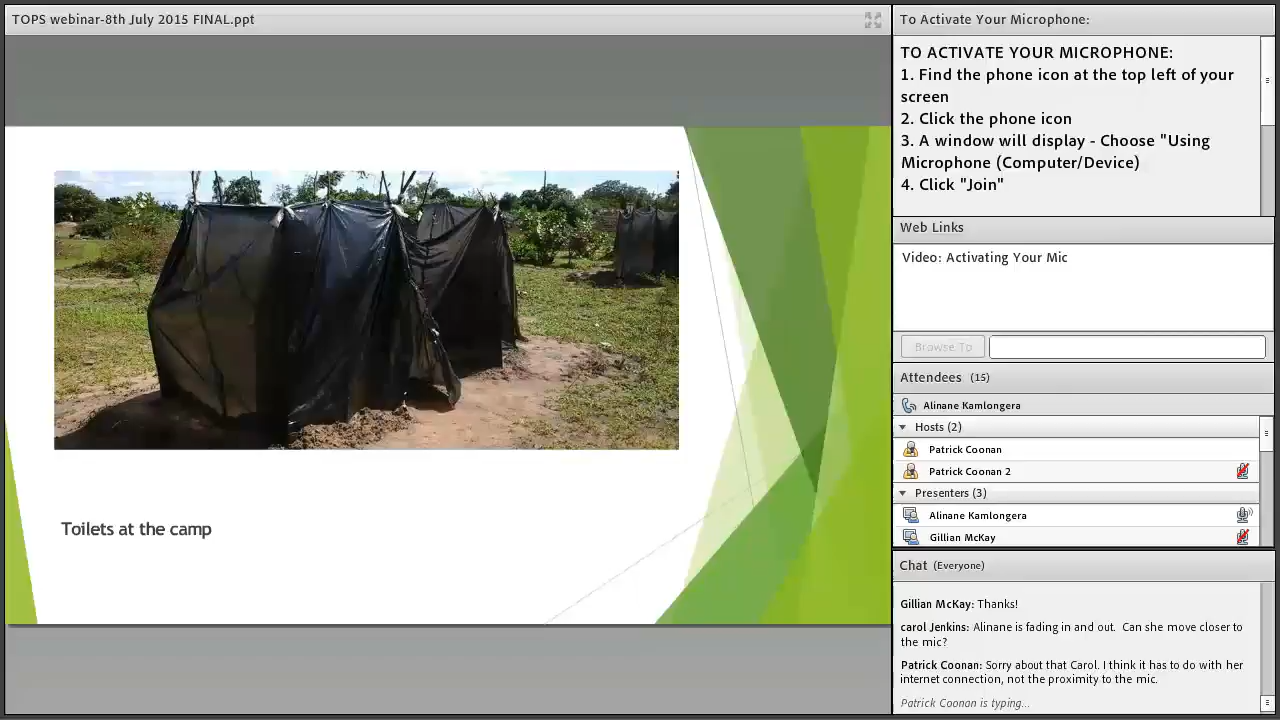 TOPS webinar-8th July 2015 FINAL.ppt
Toilets at the camp
To Activate Your Microphone:
TO ACTIVATE YOUR MICROPHONE:
1. Find the phone icon at the top left of your
screen
2. Click the phone icon
3. A window will display - Choose "Using
Microphone (Computer/Device)
4. Click "Join"
Web Links
Video: Activating Your Mic
Browse To
Attendees (15)
Alinane Kamlongera
Hosts (2)
Patrick Coonan
Patrick Coonan 2
Presenters (3)
Alinane Kamlongera
Gillian McKay
Chat (Everyone)
Gillian McKay: Thanks!
carol Jenkins: Alinane is fading in and out. Can she move closer to
the mic?
Patrick Coonan: Sorry about that Carol. I think it has to do with her
internet connection, not the proximity to the mic.
Patrick Coonan is typing...